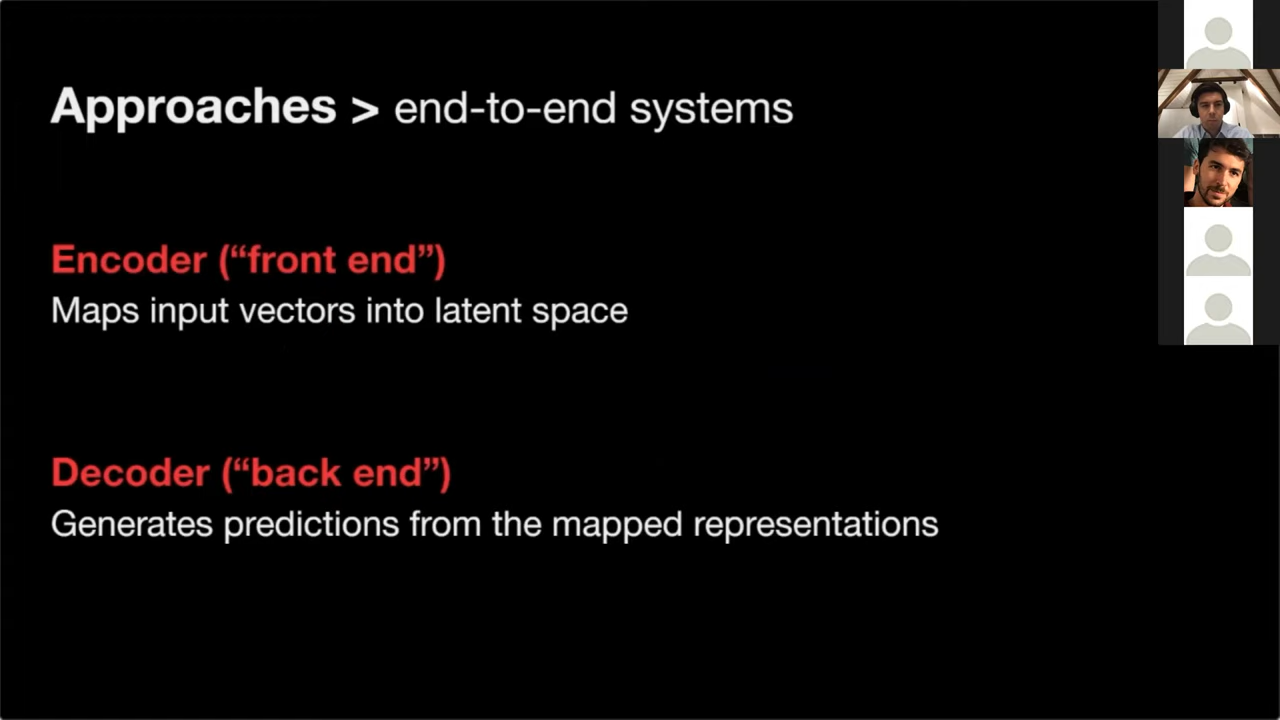 Approaches > end-to-end systems
Encoder (“front end”)
Maps input vectors into latent space
Decoder (“back end”)
Generates predictions from the mapped representations